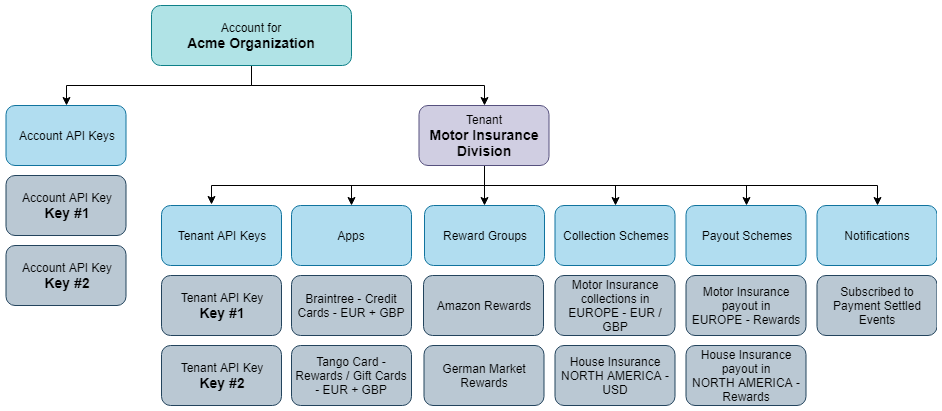 Account for
Acme Organization
Account API Keys
Tenant
Motor Insurance
Division
Account API Key
Key #1
Account API Key
Key #2
Tenant API Keys
Apps
Reward Groups
Collection Schemes
Payout Schemes
Notifications
Tenant API Key
Key #1
Braintree - Credit
Cards - EUR + GBP
Amazon Rewards
Motor Insurance
collections in
EUROPE - EUR /
GBP
Motor Insurance
payout in
EUROPE - Rewards
Subscribed to
Payment Settled
Events
Tenant API Key
Key #2
Tango Card -
Rewards / Gift Cards
- EUR + GBP
German Market
Rewards
House Insurance
NORTH AMERICA -
USD
House Insurance
payout in
NORTH AMERICA -
Rewards